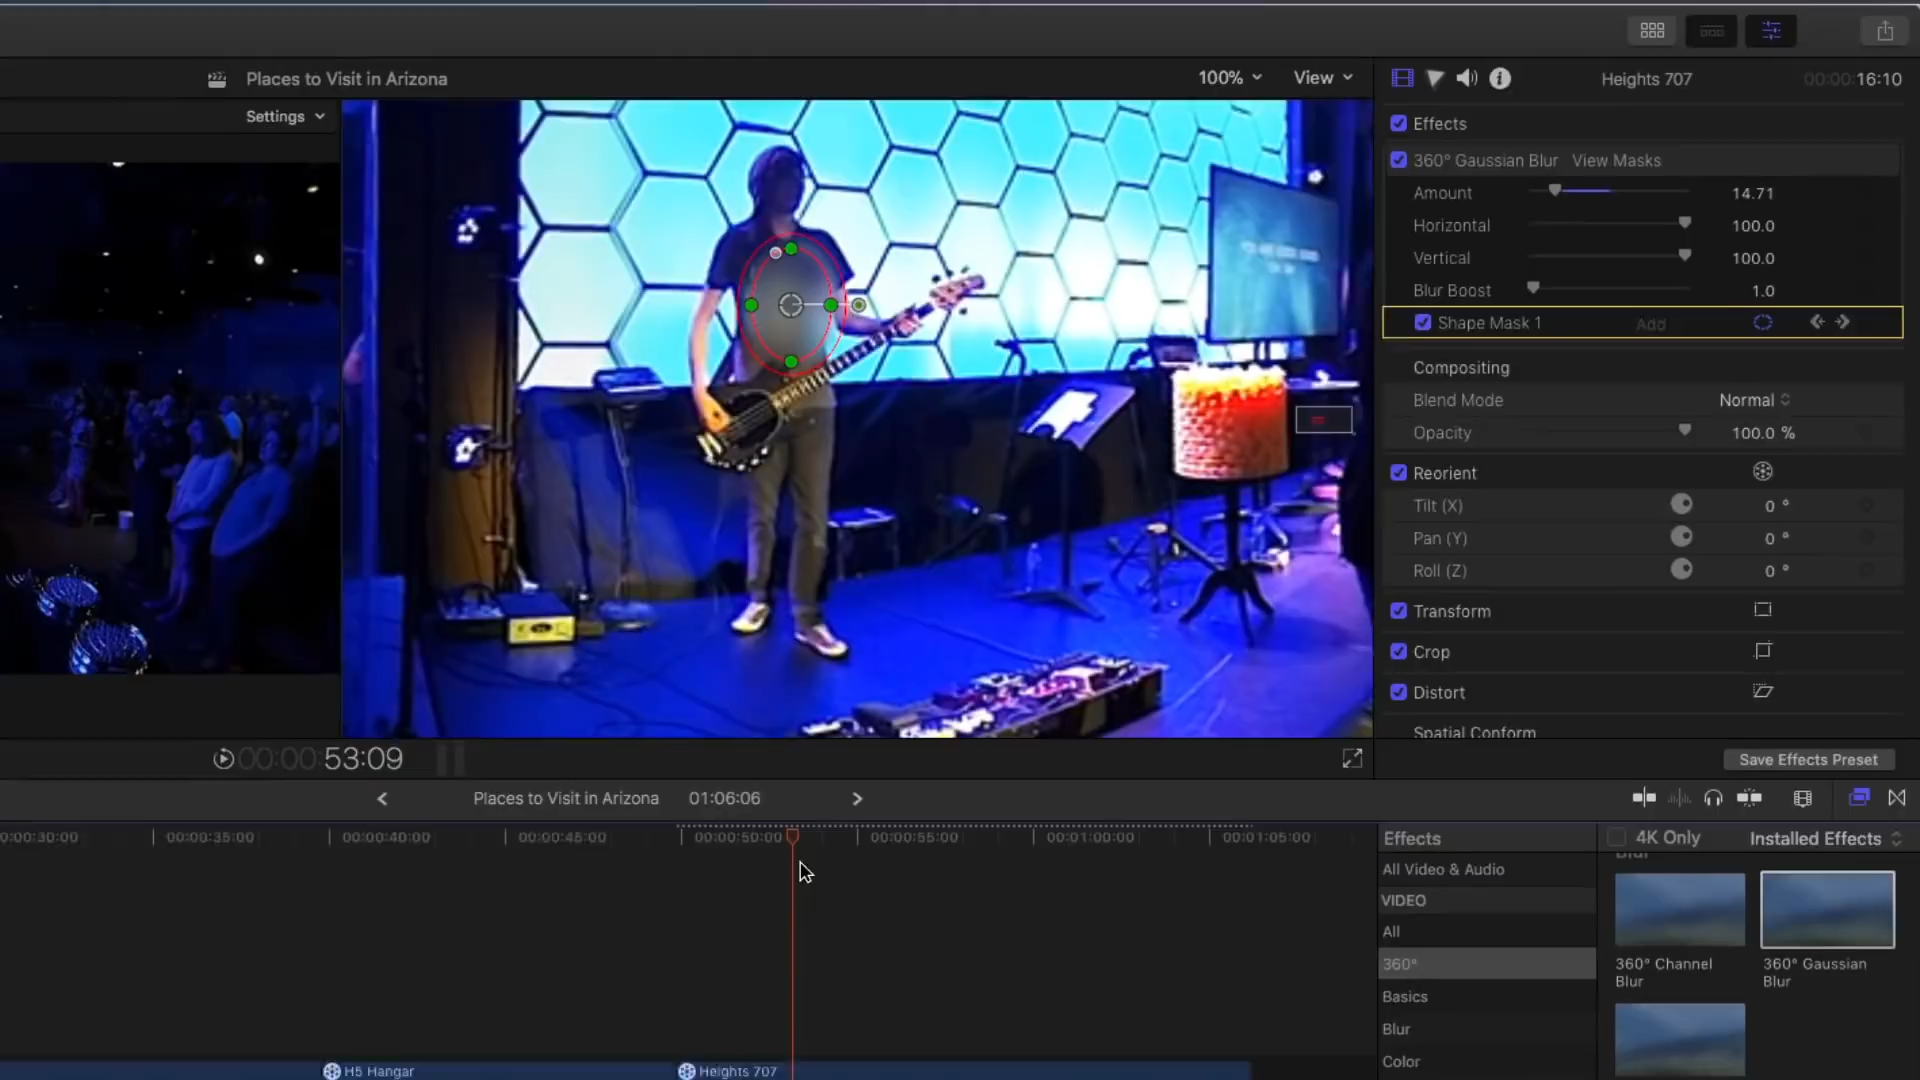 Places to Visit in Arizona
100%
View
Heights 707
00:00:16:10
Settings
Effects
360° Gaussian Blur View Masks
Amount 14.71
Horizontal 100.0
Vertical 100.0
Blur Boost 1.0
Shape Mask 1 Add
Compositing
Blend Mode Normal
Opacity 100.0 %
Reorient
Tilt (X) 0 °
Pan (Y) 0 °
Roll (Z) 0 °
Transform
Crop
Distort
Spatial Conform
00:00:53:09
Save Effects Preset
Places to Visit in Arizona 01:06:06
0:00:30:00 00:00:35:00 00:00:40:00 00:00:45:00 00:00:50:00 00:00:55:00 00:01:00:00 00:01:05:00
Effects
4K Only
Installed Effects
All Video & Audio
VIDEO
All
360°
Basics
Blur
Color
Blur
360° Channel
Blur
360° Gaussian
Blur
H5 Hangar
Heights 707